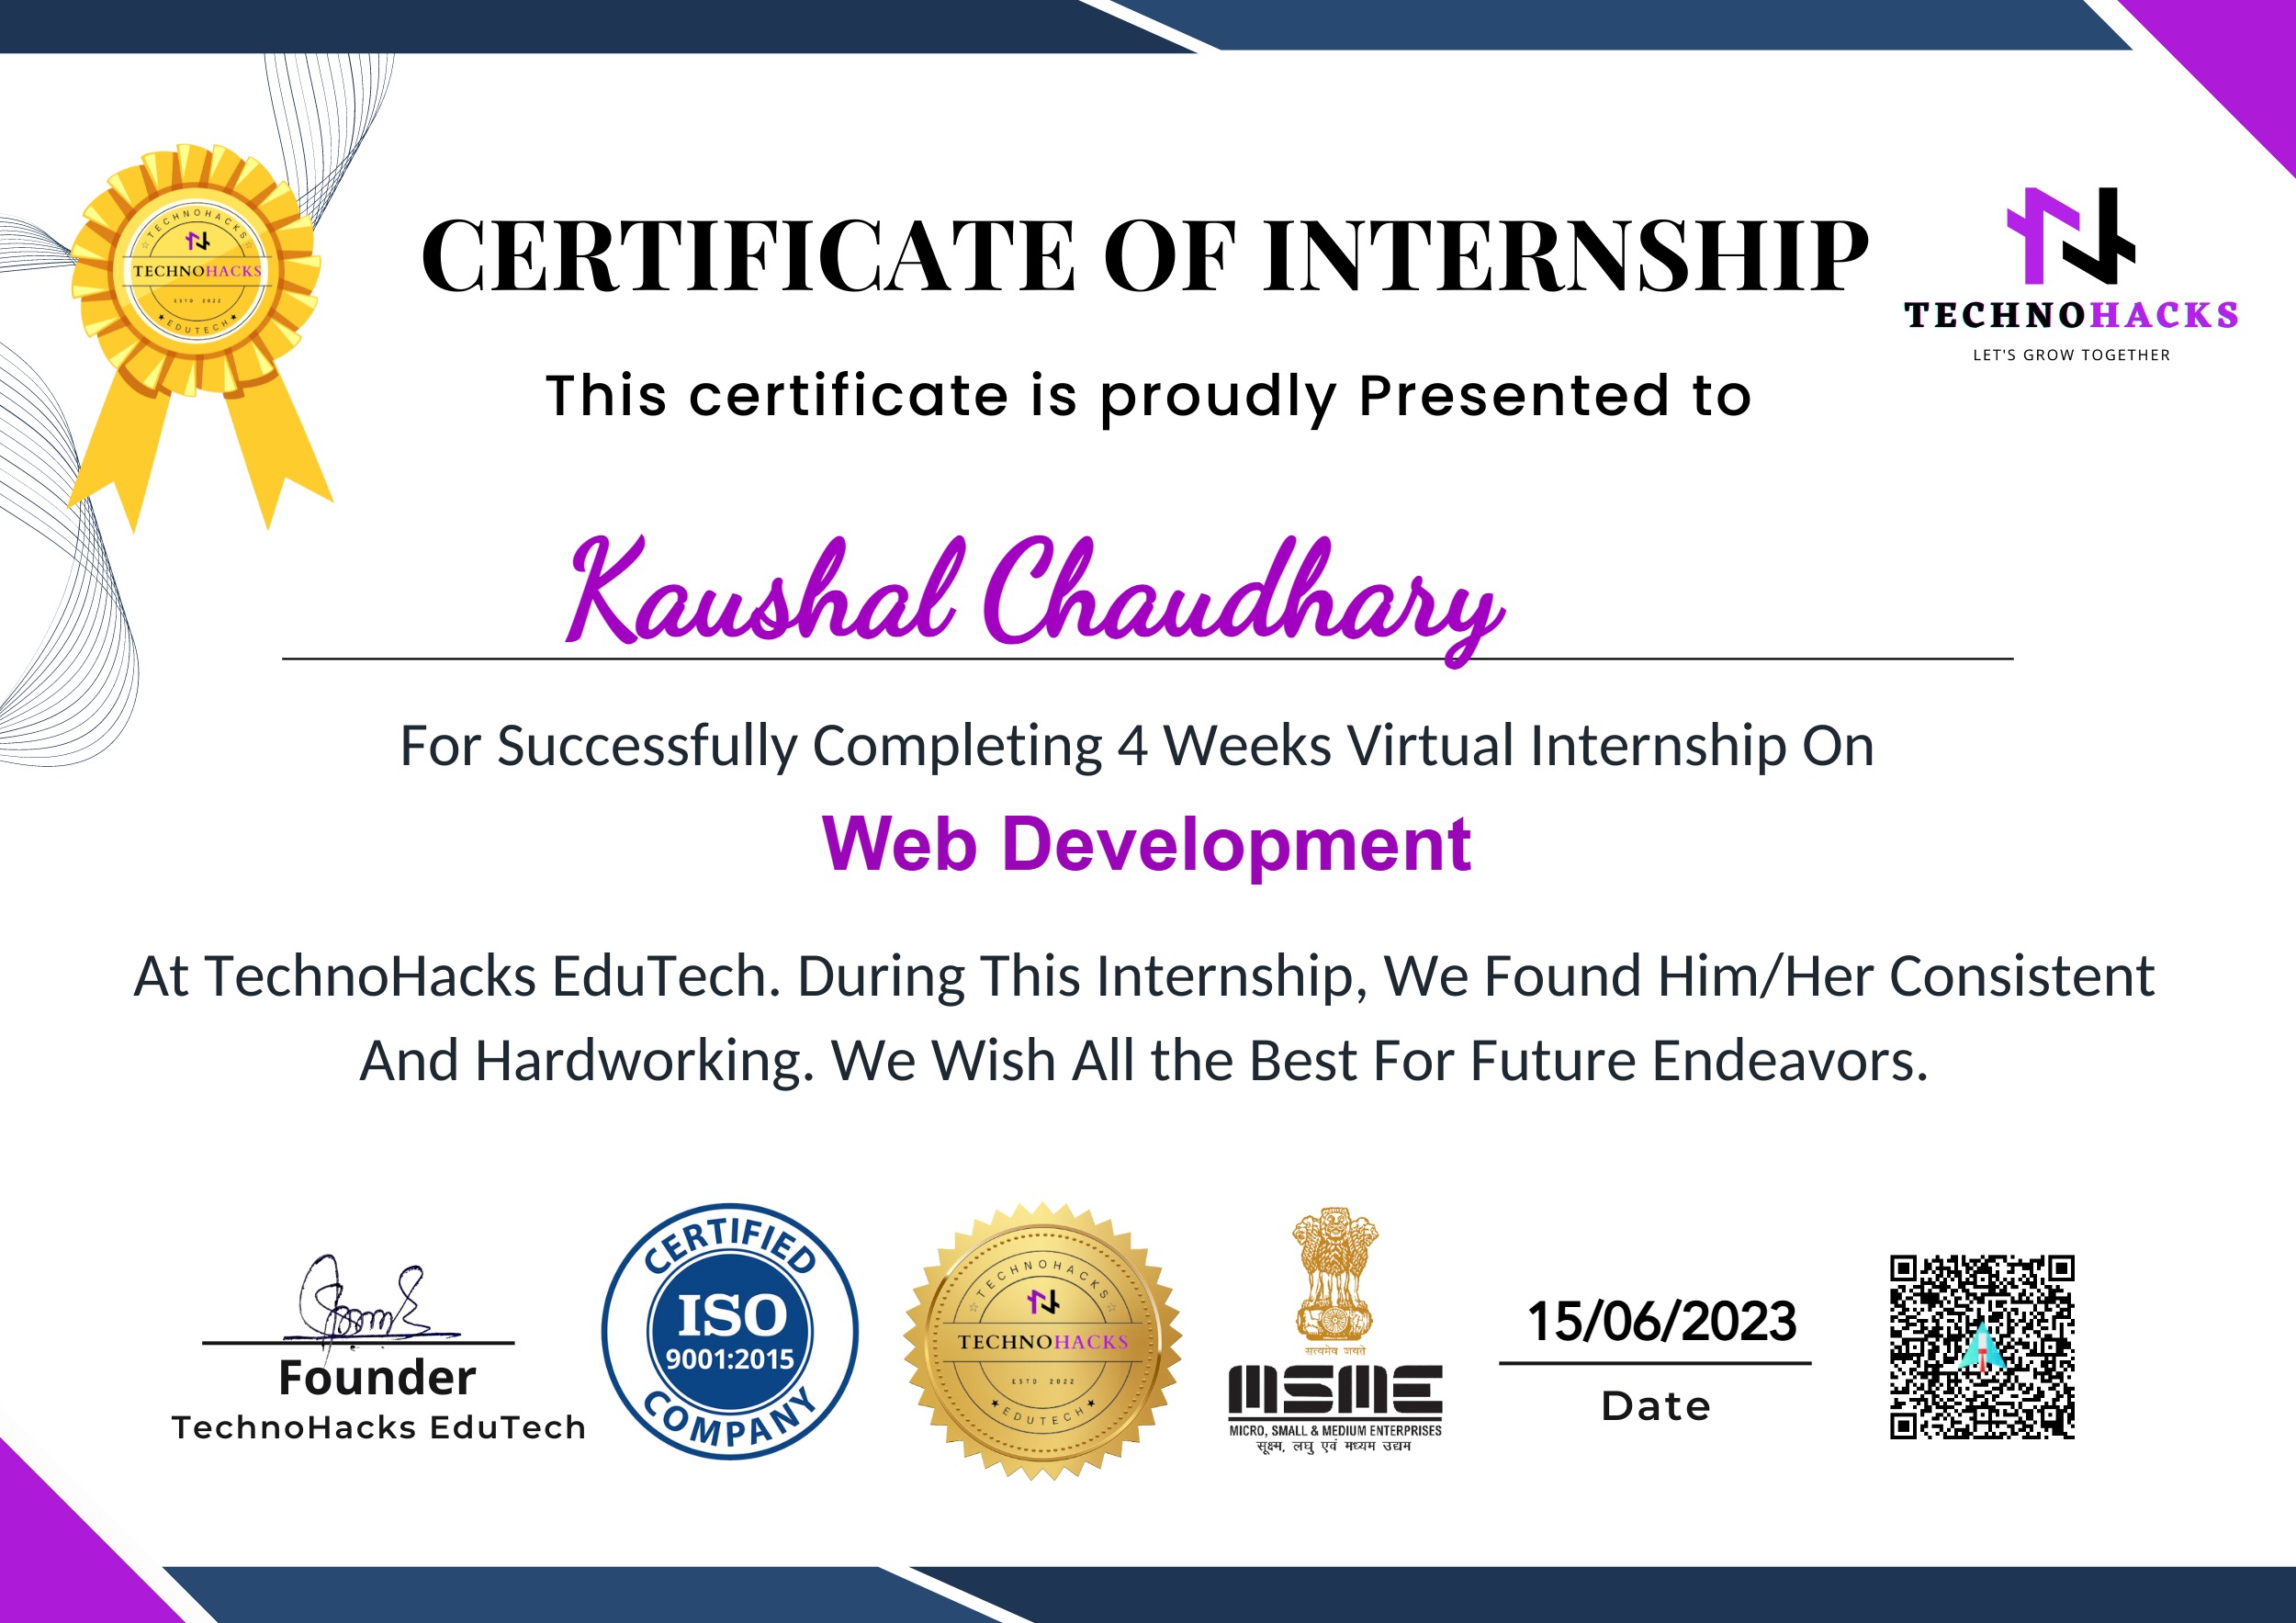 TECHNOHACKS
TECHNOHACKS
ESTD 2022
EDUTECH
CERTIFICATE OF INTERNSHIP
TECHNOHACKS
LET'S GROW TOGETHER
This certificate is proudly Presented to
Kaushal Chaudhary
For Successfully Completing 4 Weeks Virtual Internship On
Web Development
At TechnoHacks EduTech. During This Internship, We Found Him/Her Consistent
And Hardworking. We Wish All the Best For Future Endeavors.
Founder
TechnoHacks EduTech
CERTIFIED
ISO
9001:2015
COMPANY
TECHNOHACKS
TECHNOHACKS
ESTD 2022
EDUTECH
सत्यमेव जयते
MSME
MICRO, SMALL & MEDIUM ENTERPRISES
सूक्ष्म, लघु एवं मध्यम उद्यम
15/06/2023
Date